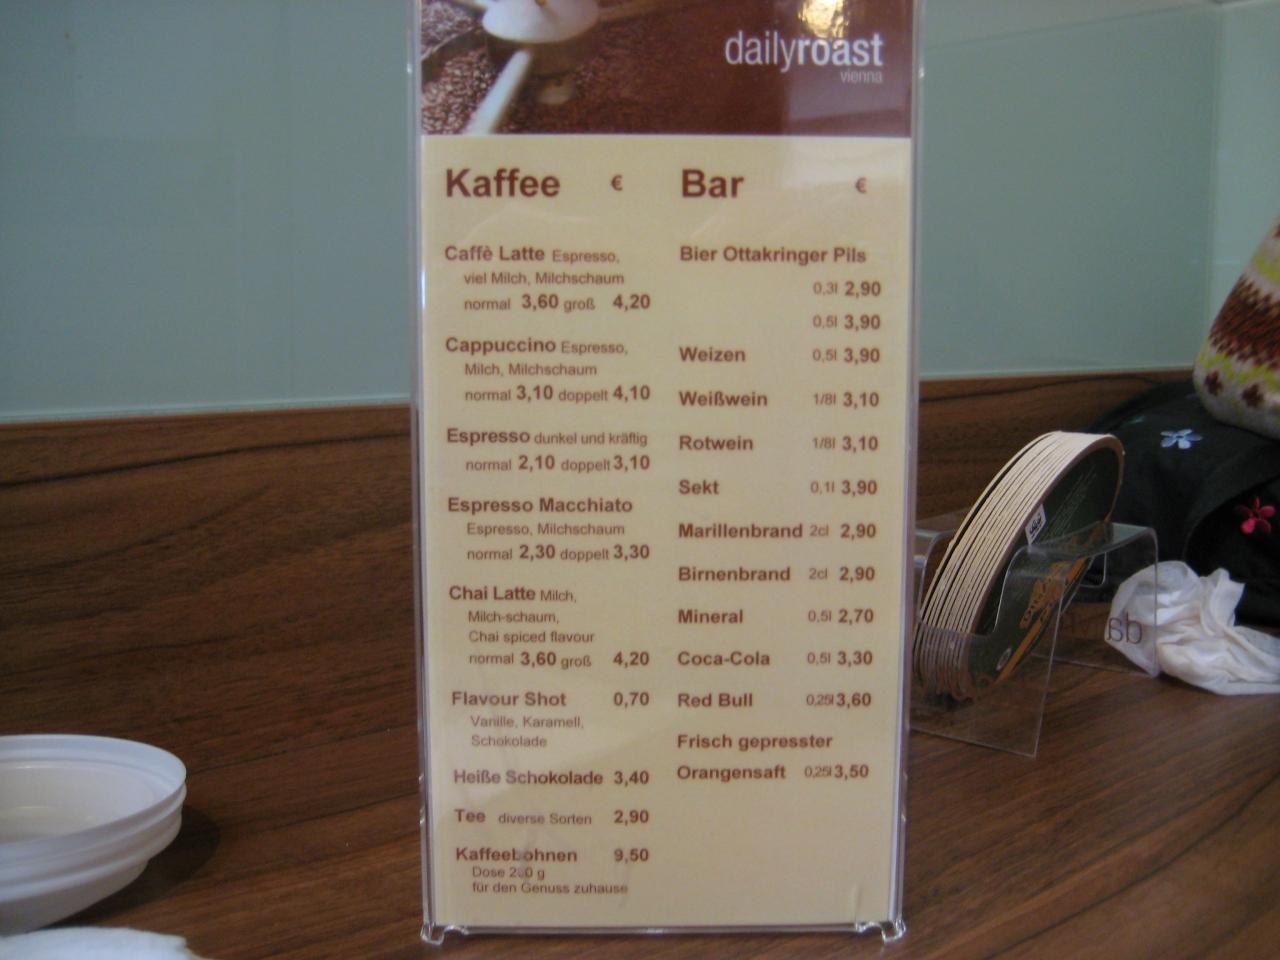 dailyroast
vienna
Kaffee €
Caffè Latte Espresso,
viel Milch, Milchschaum
normal 3,60 groß 4,20
Cappuccino Espresso,
Milch, Milchschaum
normal 3,10 doppelt 4,10
Espresso dunkel und kräftig
normal 2,10 doppelt 3,10
Espresso Macchiato
Espresso, Milchschaum
normal 2,30 doppelt 3,30
Chai Latte Milch,
Milch-schaum,
Chai spiced flavour
normal 3,60 groß 4,20
Flavour Shot 0,70
Vanille, Karamell,
Schokolade
Heiße Schokolade 3,40
Tee diverse Sorten 2,90
Kaffeebohnen 9,50
Dose g
für den Genuss zuhause
Bar €
Bier Ottakringer Pils
0,3l 2,90
0,5l 3,90
Weizen 0,5l 3,90
Weißwein 1/8l 3,10
Rotwein 1/8l 3,10
Sekt 0,1l 3,90
Marillenbrand 2cl 2,90
Birnenbrand 2cl 2,90
Mineral 0,5l 2,70
Coca-Cola 0,5l 3,30
Red Bull 0,25l 3,60
Frisch gepresster
Orangensaft 0,25l 3,50